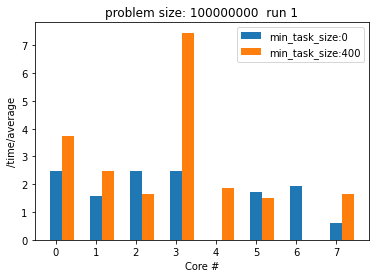 problem size: 100000000  run 1
min_task_size:0
min_task_size:400
7
6
5
4
3
2
1
0
/time/average
0 1 2 3 4 5 6 7
Core #